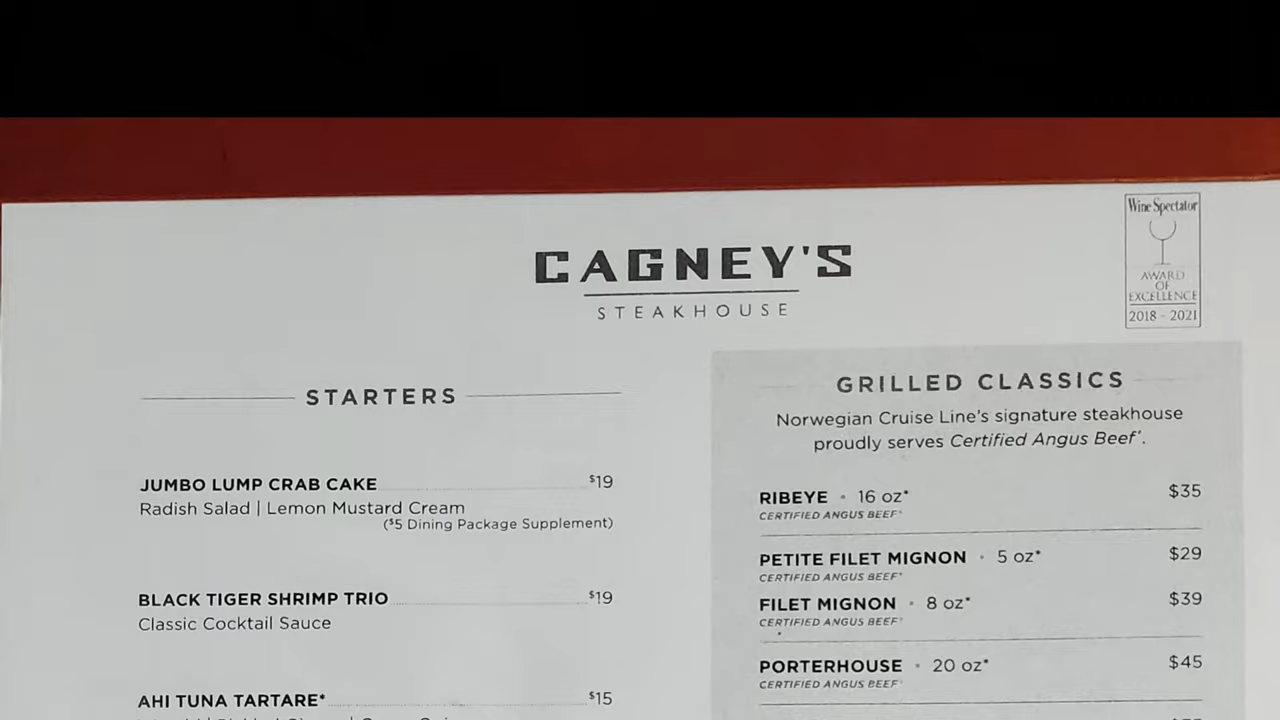 CAGNEY'S
STEAKHOUSE
Wine Spectator
AWARD
OF
EXCELLENCE
2018 - 2021
STARTERS
JUMBO LUMP CRAB CAKE $19
Radish Salad | Lemon Mustard Cream
($5 Dining Package Supplement)
BLACK TIGER SHRIMP TRIO $19
Classic Cocktail Sauce
AHI TUNA TARTARE* $15
GRILLED CLASSICS
Norwegian Cruise Line's signature steakhouse
proudly serves Certified Angus Beef®.
RIBEYE • 16 oz* $35
CERTIFIED ANGUS BEEF®
PETITE FILET MIGNON • 5 oz* $29
CERTIFIED ANGUS BEEF®
FILET MIGNON • 8 oz* $39
CERTIFIED ANGUS BEEF®
PORTERHOUSE • 20 oz* $45
CERTIFIED ANGUS BEEF®